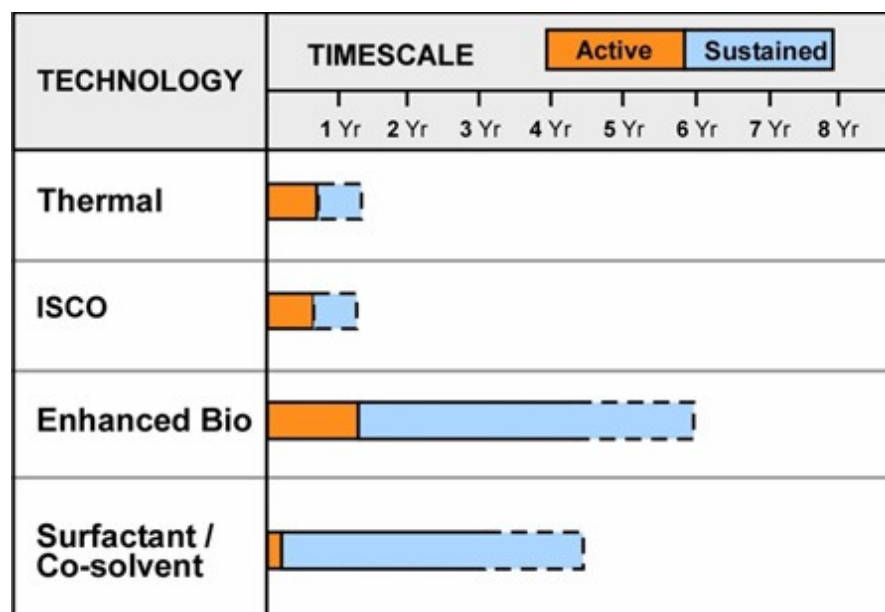 TECHNOLOGY
TIMESCALE
Active
Sustained
1 Yr 2 Yr 3 Yr 4 Yr 5 Yr 6 Yr 7 Yr 8 Yr
Thermal
ISCO
Enhanced Bio
Surfactant /
Co-solvent